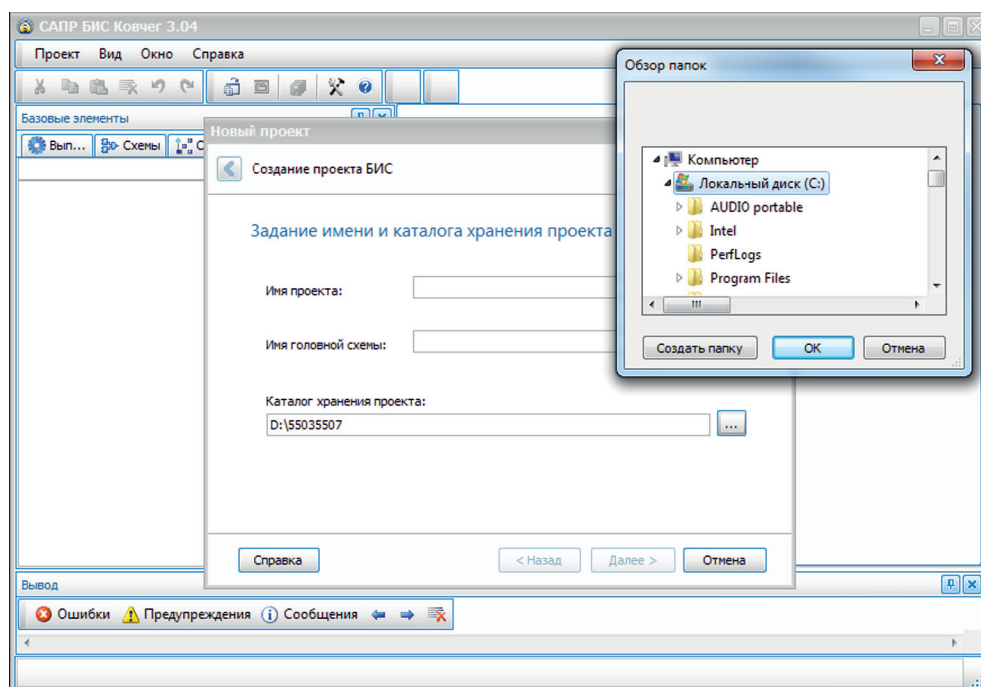 САПР БИС Ковчег 3.04
Проект Вид Окно Справка
Базовые элементы
Вып... Схемы
Новый проект
Создание проекта БИС
Задание имени и каталога хранения проекта
Имя проекта:
Имя головной схемы:
Каталог хранения проекта:
D:\55035507
...
Справка < Назад Далее > Отмена
Обзор папок
Компьютер
Локальный диск (C:)
AUDIO portable
Intel
PerfLogs
Program Files
Создать папку ОК Отмена
Вывод
Ошибки Предупреждения Сообщения